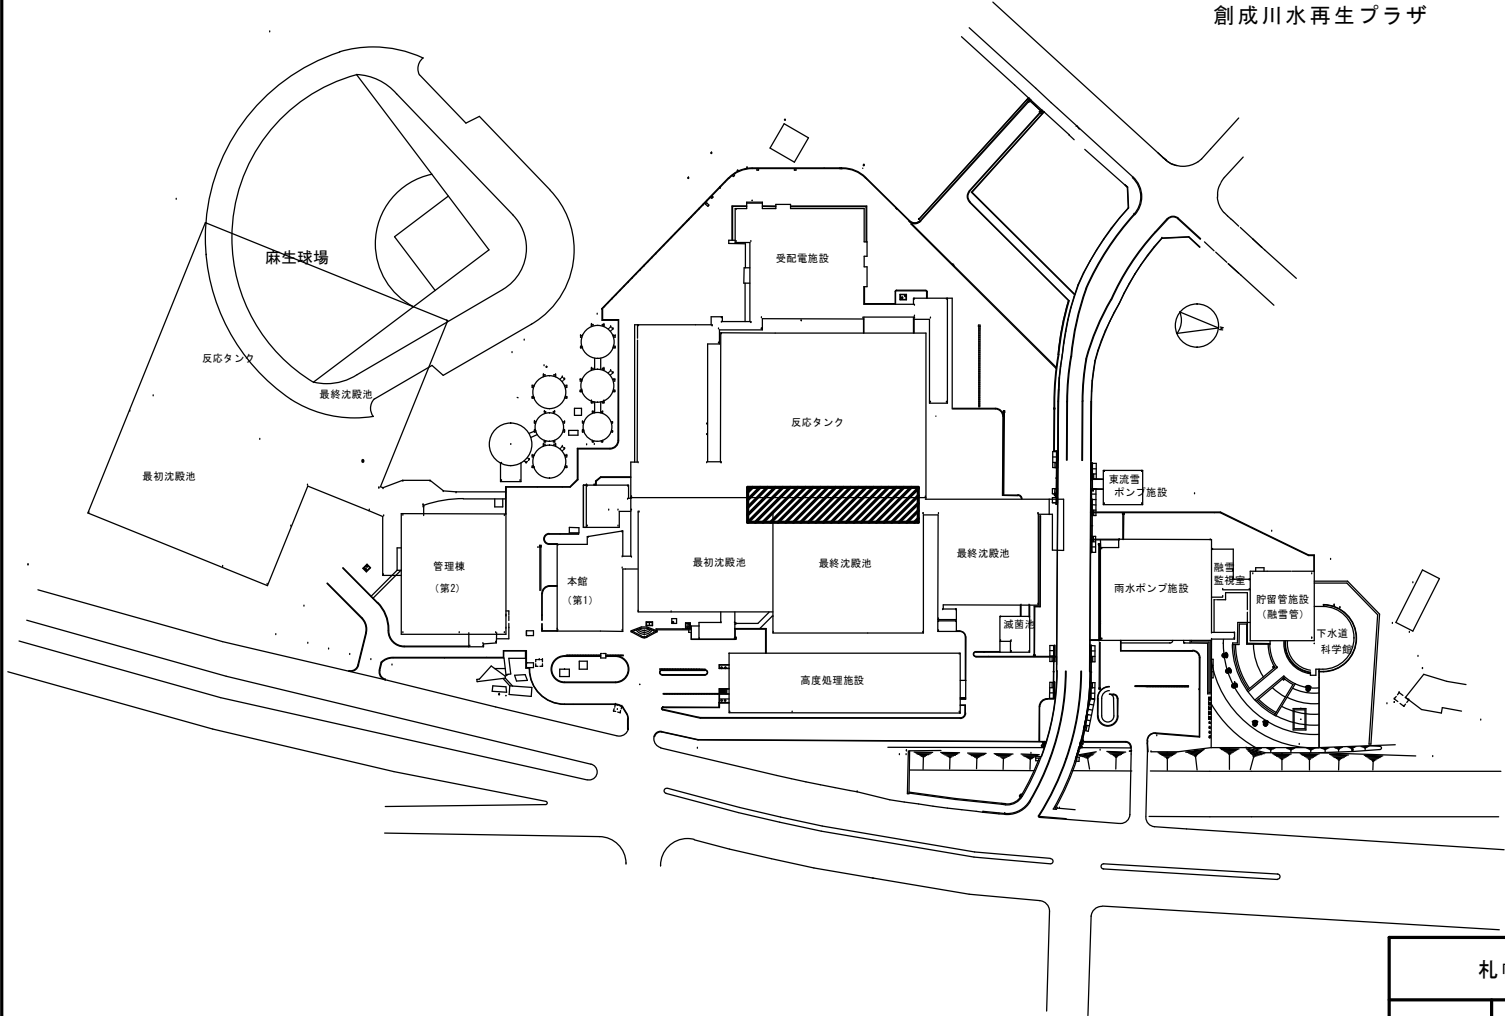 創成川水再生プラザ
麻生球場
受配電施設
反応タンク
最終沈殿池
最初沈殿池
反応タンク
東流雪
ポンプ施設
管理棟
(第2)
本館
(第1)
最初沈殿池
最終沈殿池
最終沈殿池
滅菌池
高度処理施設
雨水ポンプ施設
融雪
監視室
貯留管施設
(融雪管)
下水道
科学館
札